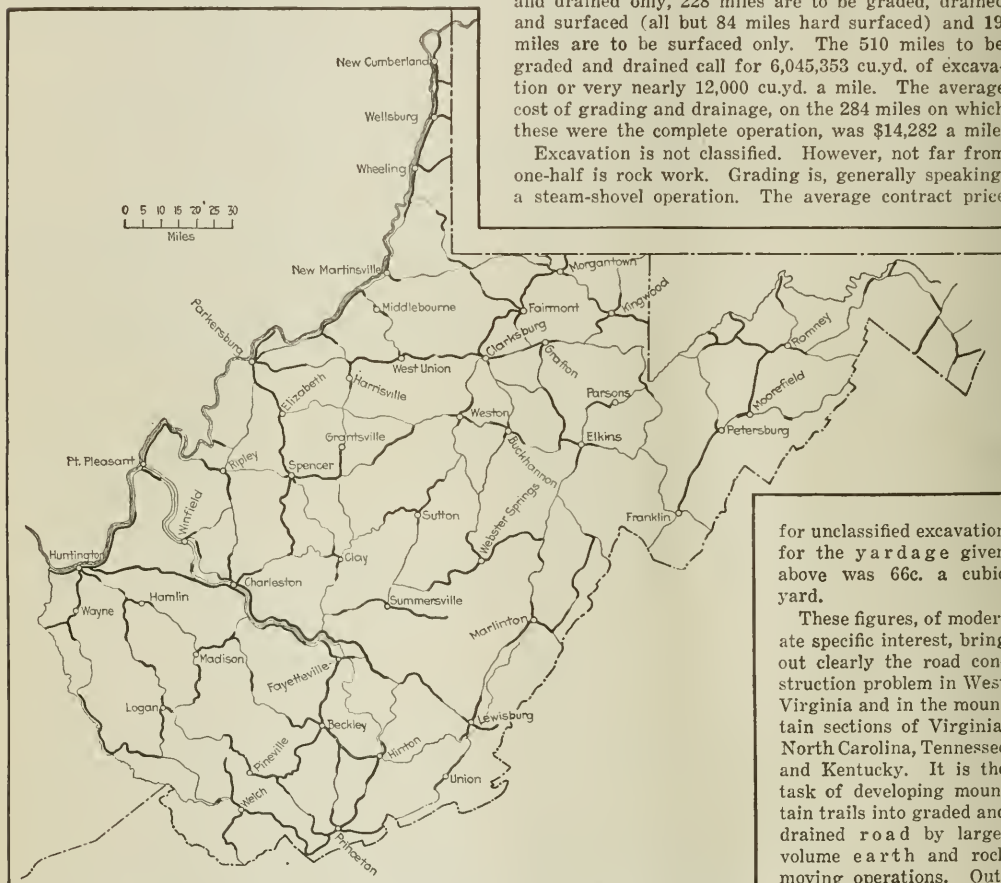 and drained only, 228 miles are to be graded, drained
and surfaced (all but 84 miles hard surfaced) and 19
miles are to be surfaced only. The 510 miles to be
graded and drained call for 6,045,353 cu.yd. of excava-
tion or very nearly 12,000 cu.yd. a mile. The average
cost of grading and drainage, on the 284 miles on which
these were the complete operation, was $14,282 a mile
Excavation is not classified. However, not far from
one-half is rock work. Grading is, generally speaking
a steam-shovel operation. The average contract price
New Cumberland
Wellsburg
Wheeling
0 5 10 15 20 25 30
Miles
New Martinsville
Morgantown
Kingwood
Middlebourne
Fairmont
Parkersburg
Clarksburg
Grafton
Romney
West Union
Elizabeth
Harrisville
Parsons
Moorefield
Weston
Grantsville
Elkins
Petersburg
Buckhannon
Pt. Pleasant
Ripley
Spencer
Winfield
Sutton
Webster Springs
Franklin
Huntington
Clay
Charleston
Wayne
Hamlin
Summersville
Marlinton
Madison
Fayetteville
Logan
Beckley
Lewisburg
Pineville
Hinton
Union
Welch
Princeton
for unclassified excavation
for the yardage given
above was 66c. a cubic
yard.
These figures, of moder-
ate specific interest, bring
out clearly the road con-
struction problem in West
Virginia and in the moun-
tain sections of Virginia
North Carolina, Tennessee
and Kentucky. It is the
task of developing moun-
tain trails into graded and
drained road by large-
volume earth and rock
moving operations. Out-